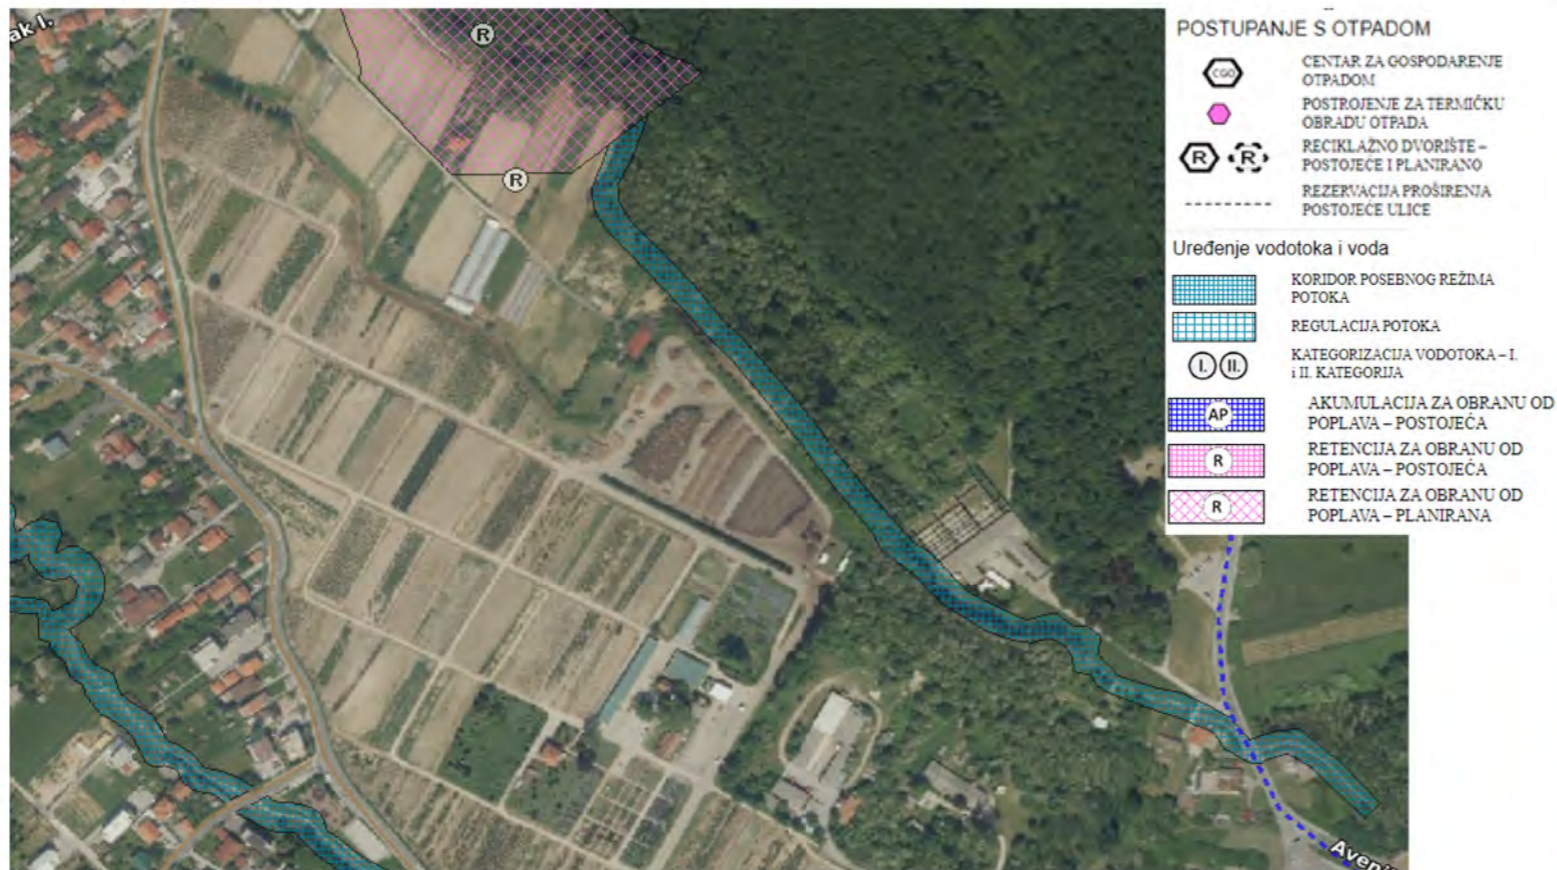 ak I.
R
R
Aveni
POSTUPANJE S OTPADOM
CGO
CENTAR ZA GOSPODARENJE
OTPADOM
POSTROJENJE ZA TERMIČKU
OBRADU OTPADA
R R
RECIKLAŽNO DVORIŠTE –
POSTOJEĆE I PLANIRANO
REZERVACIJA PROŠIRENJA
POSTOJEĆE ULICE
Uređenje vodotoka i voda
KORIDOR POSEBNOG REŽIMA
POTOKA
REGULACIJA POTOKA
I. II.
KATEGORIZACIJA VODOTOKA – I.
i II. KATEGORIJA
AP
AKUMULACIJA ZA OBRANU OD
POPLAVA – POSTOJEĆA
R
RETENCIJA ZA OBRANU OD
POPLAVA – POSTOJEĆA
R
RETENCIJA ZA OBRANU OD
POPLAVA – PLANIRANA